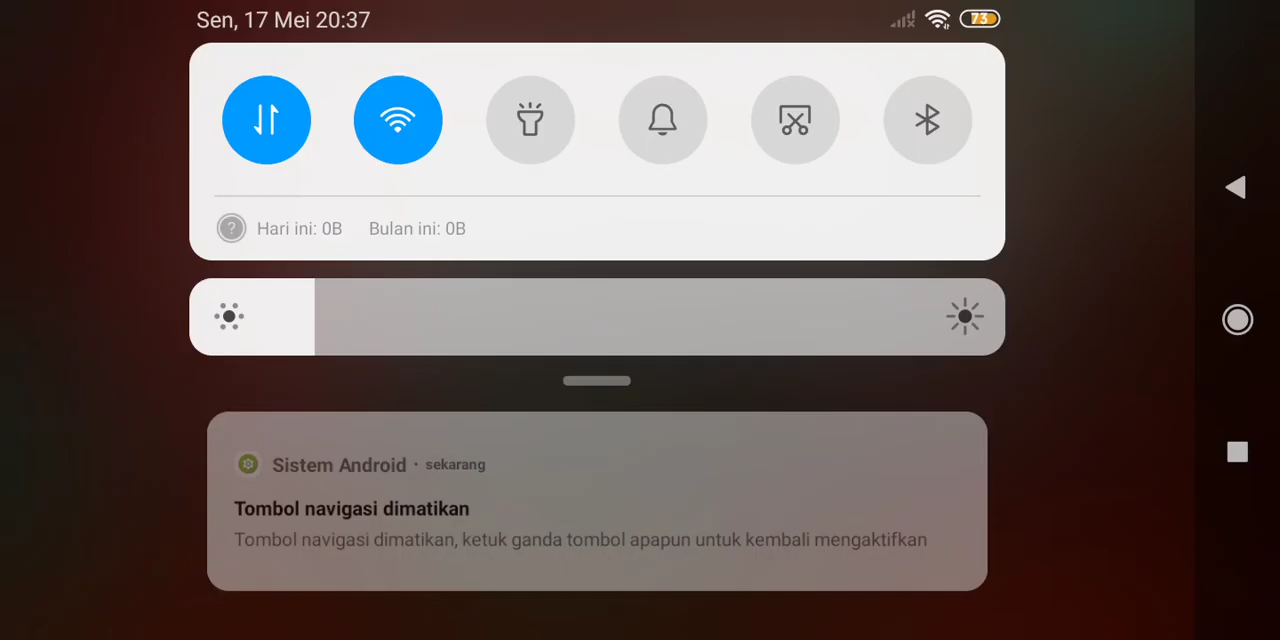 Sen, 17 Mei 20:37
73
Hari ini: 0B Bulan ini: 0B
Sistem Android · sekarang
Tombol navigasi dimatikan
Tombol navigasi dimatikan, ketuk ganda tombol apapun untuk kembali mengaktifkan